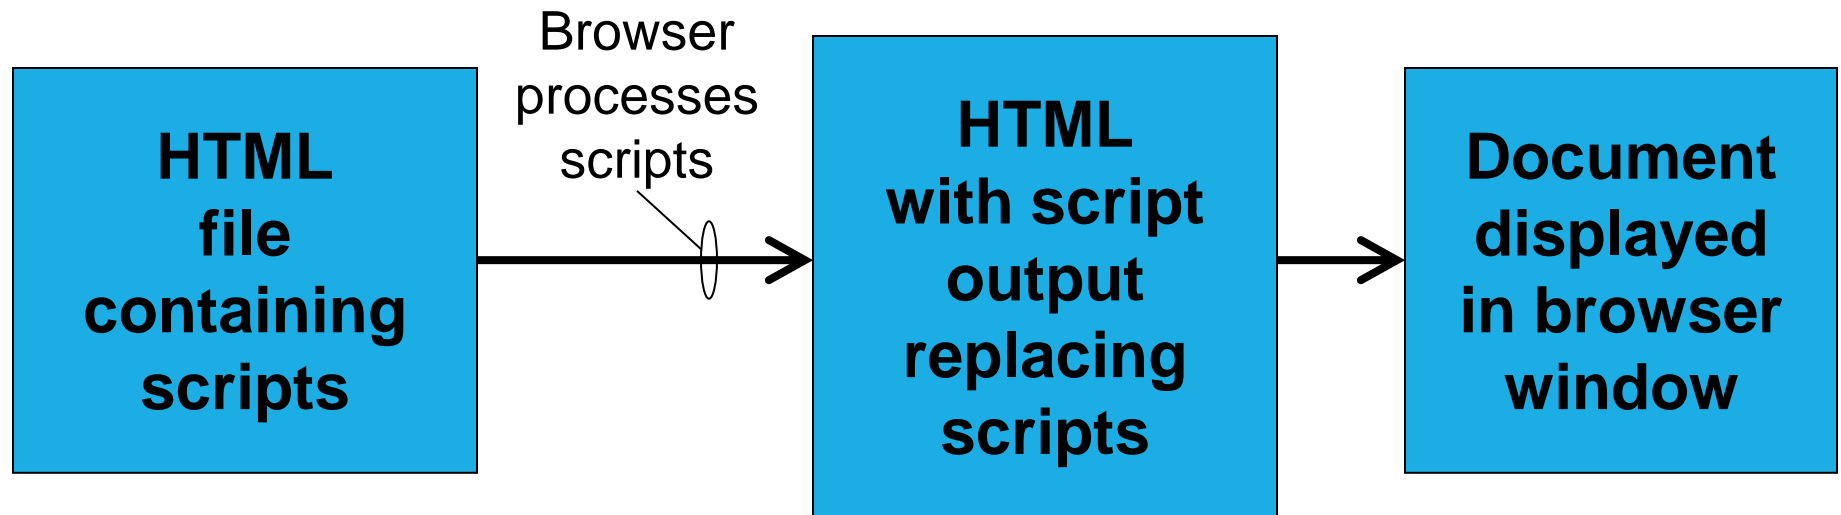 HTML
file
containing
scripts
Browser
processes
scripts
HTML
with script
output
replacing
scripts
Document
displayed
in browser
window